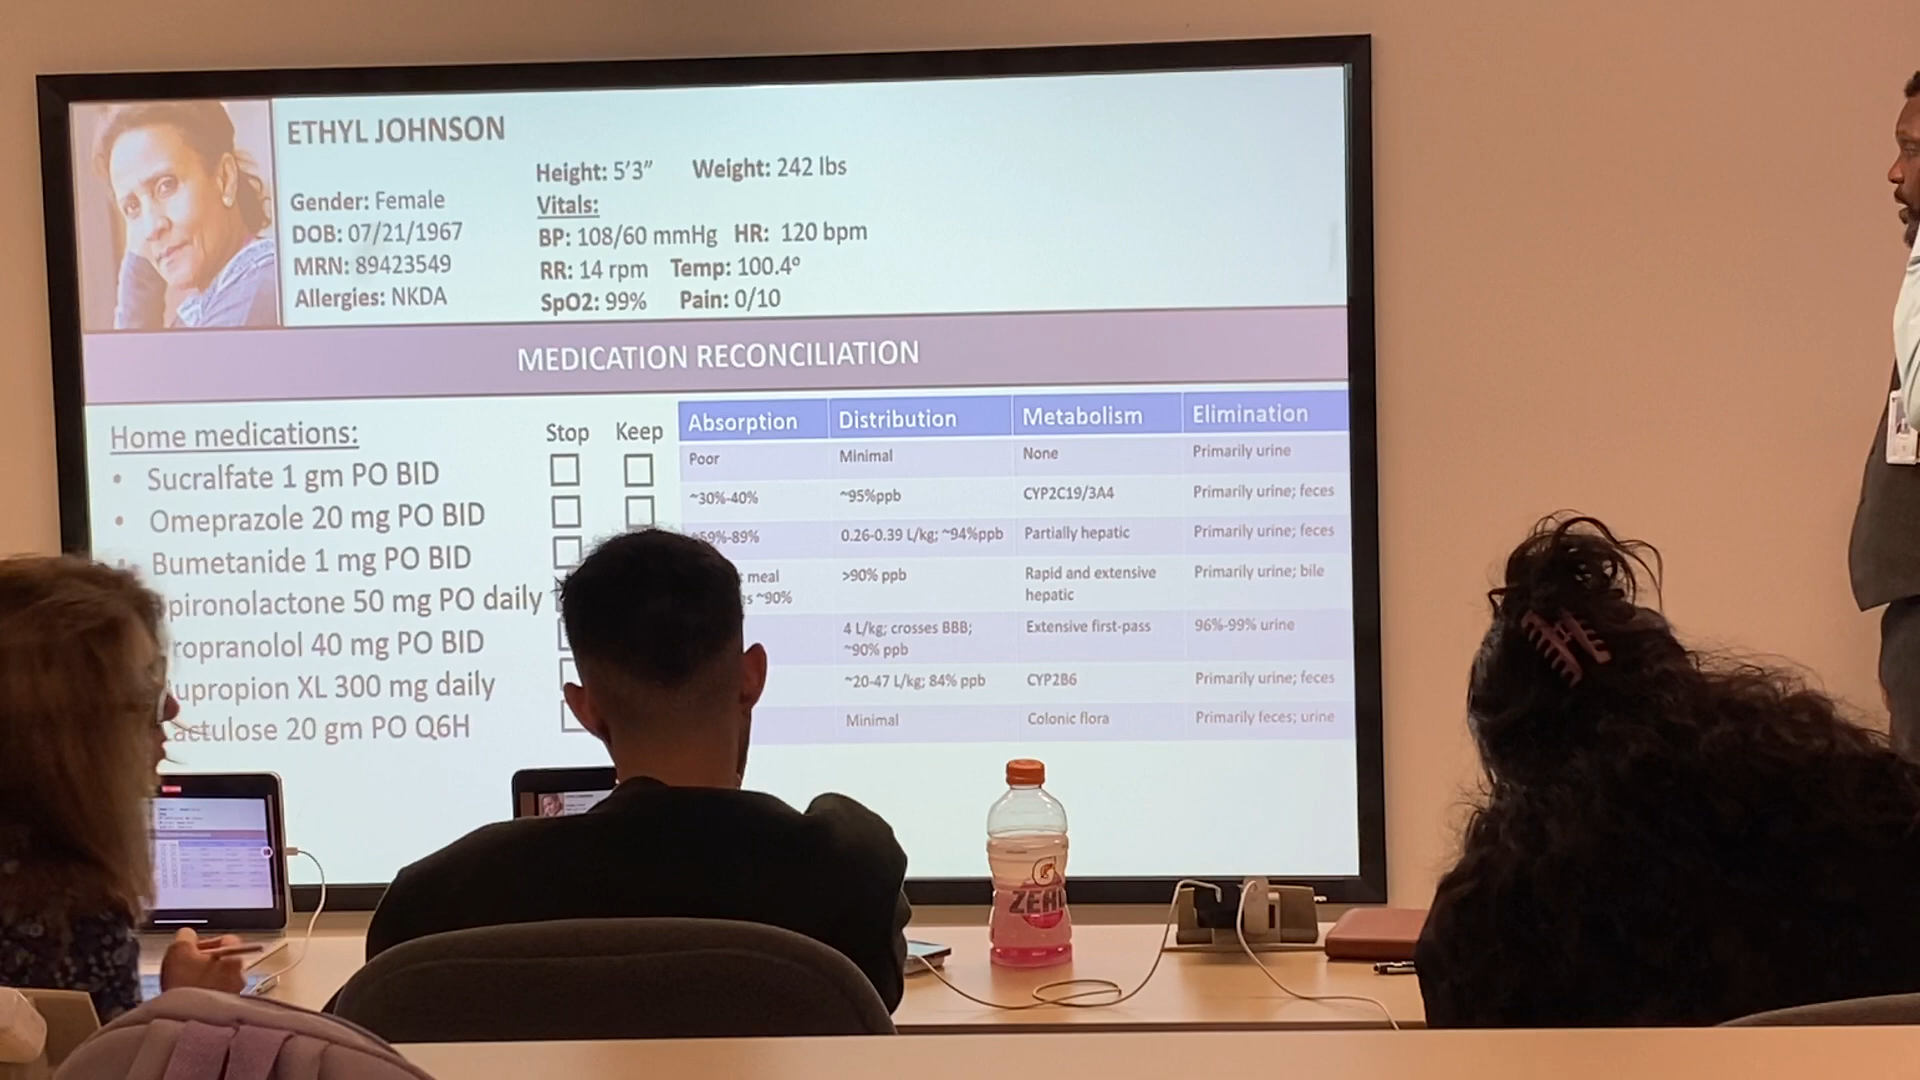 ETHYL JOHNSON
Height: 5'3" Weight: 242 lbs
Gender: Female
Vitals:
DOB: 07/21/1967
BP: 108/60 mmHg HR: 120 bpm
MRN: 89423549
RR: 14 rpm Temp: 100.4º
Allergies: NKDA
SpO2: 99% Pain: 0/10
MEDICATION RECONCILIATION
Home medications: Stop Keep
Absorption Distribution Metabolism Elimination
• Sucralfate 1 gm PO BID
Poor Minimal None Primarily urine
• Omeprazole 20 mg PO BID
~30%-40% ~95%ppb CYP2C19/3A4 Primarily urine; feces
Bumetanide 1 mg PO BID
59%-89% 0.26-0.39 L/kg; ~94%ppb Partially hepatic Primarily urine; feces
pironolactone 50 mg PO daily
meal >90% ppb Rapid and extensive Primarily urine; bile
~90% hepatic
ropranolol 40 mg PO BID
4 L/kg; crosses BBB; Extensive first-pass 96%-99% urine
~90% ppb
upropion XL 300 mg daily
~20-47 L/kg; 84% ppb CYP2B6 Primarily urine; feces
actulose 20 gm PO Q6H
Minimal Colonic flora Primarily feces; urine
G
ZERO